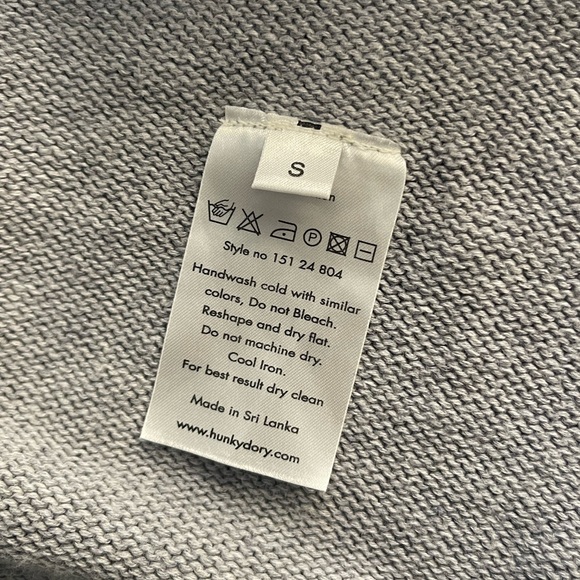 S
P
Style no 151 24 804
Handwash cold with similar
colors, Do not Bleach.
Reshape and dry flat.
Do not machine dry.
Cool Iron.
For best result dry clean
Made in Sri Lanka
www.hunkydory.com